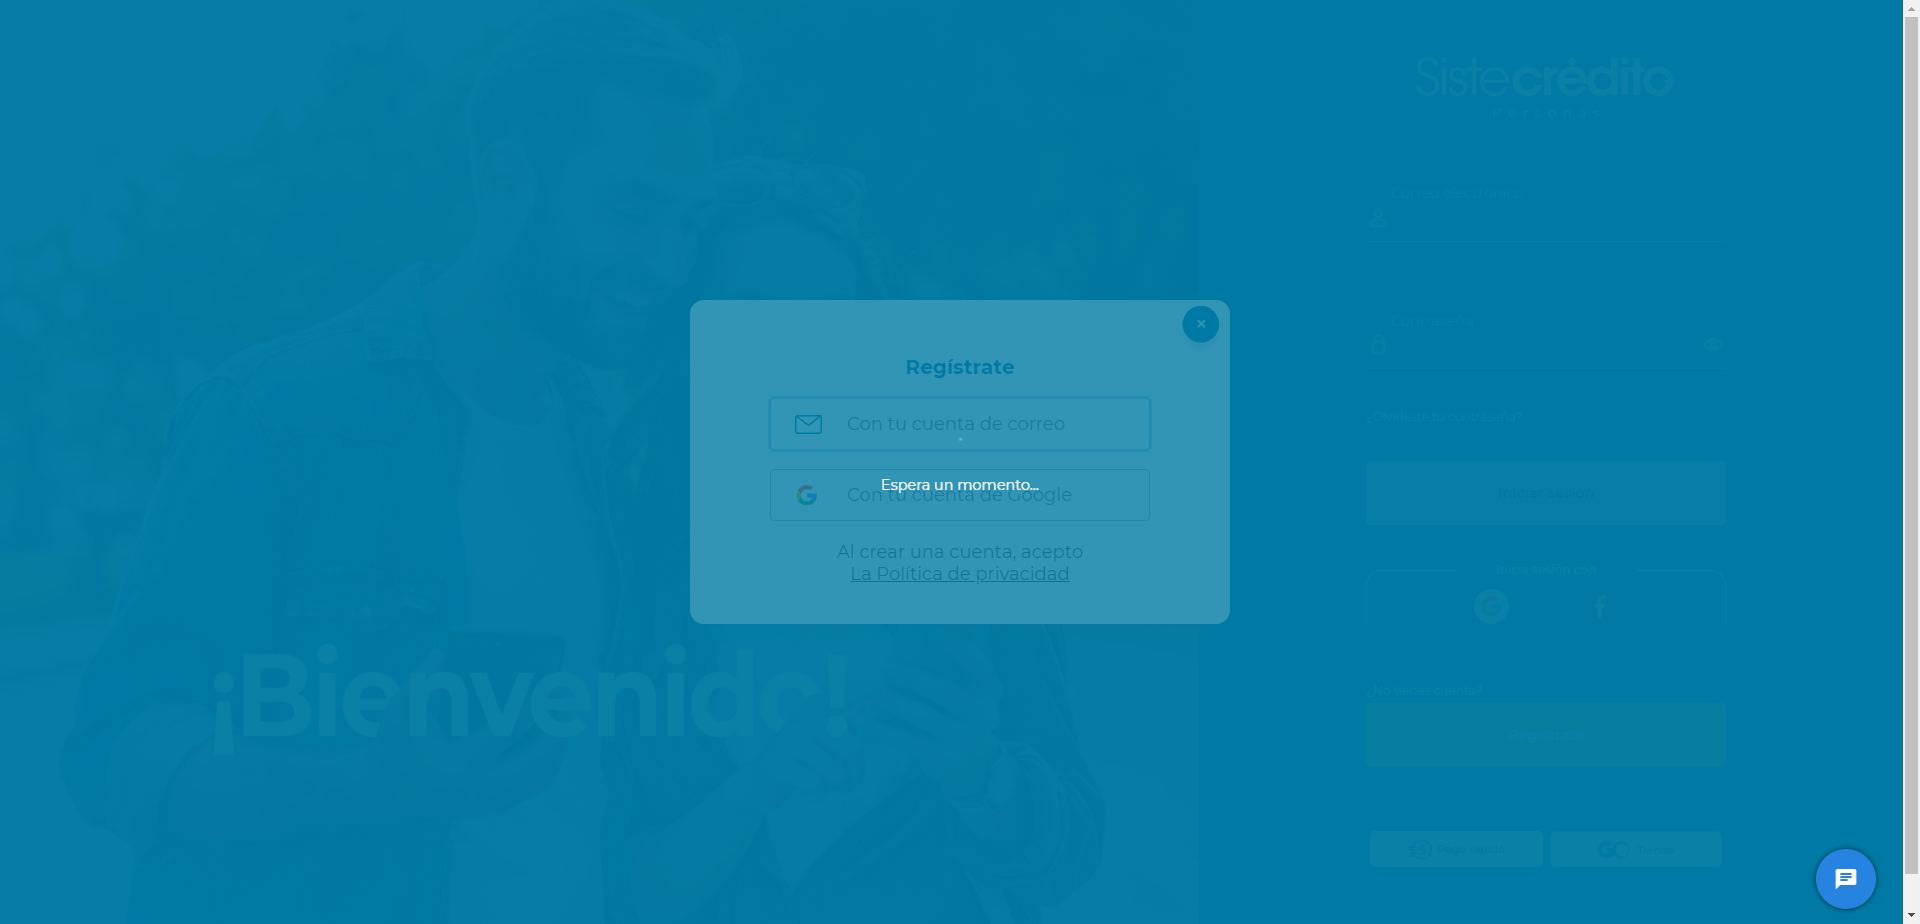 Sistecrédito
Personas
Correo electrónico
Contraseña
¿Olvidaste tu contraseña?
Iniciar sesión
Inicia sesión con
¿No tienes cuenta?
Regístrate
Pago rápido
Tienda
¡Bienvenido!
Regístrate
Con tu cuenta de correo
Espera un momento...
Con tu cuenta de Google
Al crear una cuenta, acepto
La Política de privacidad